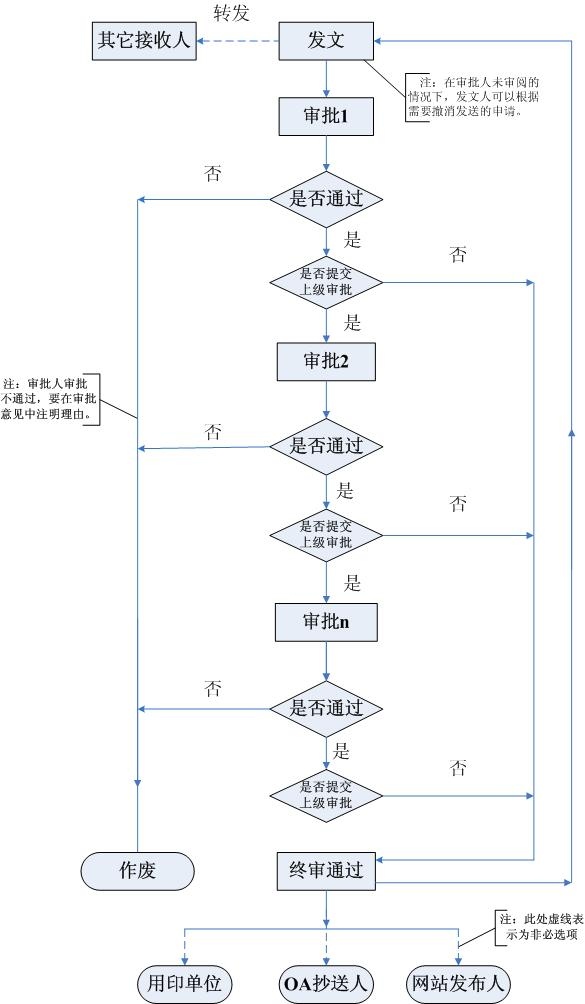 转发
其它接收人
发文
注：在审批人未审阅的
情况下，发文人可以根据
需要撤消发送的申请。
审批1
否
是否通过
是
否
是否提交
上级审批
是
审批2
注：审批人审批
不通过，要在审批
意见中注明理由。
否
是否通过
是
否
是否提交
上级审批
是
审批n
否
是否通过
是
否
是否提交
上级审批
作废
终审通过
注：此处虚线表
示为非必选项
用印单位
OA抄送人
网站发布人